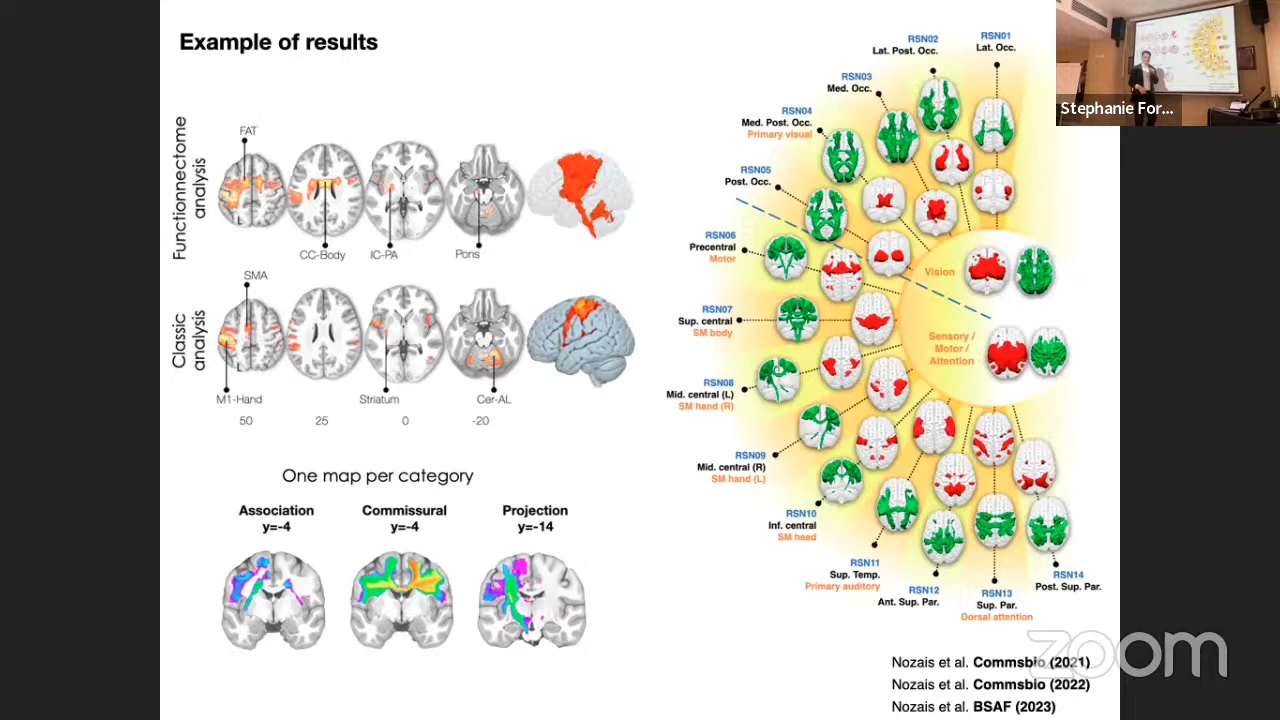 Example of results
Functionnectome
analysis
FAT
CC-Body
IC-PA
Pons
Classic
analysis
SMA
M1-Hand
Striatum
Cer-AL
50
25
0
-20
One map per category
Association
y=-4
Commissural
y=-4
Projection
y=-14
RSN01
Lat. Occ.
RSN02
Lat. Post. Occ.
RSN03
Med. Occ.
RSN04
Med. Post. Occ.
Primary visual
RSN05
Post. Occ.
RSN06
Precentral
Motor
RSN07
Sup. central
SM body
RSN08
Mid. central (L)
SM hand (R)
RSN09
Mid. central (R)
SM hand (L)
RSN10
Inf. central
SM head
RSN11
Sup. Temp.
Primary auditory
RSN12
Ant. Sup. Par.
RSN13
Sup. Par.
Dorsal attention
RSN14
Post. Sup. Par.
Vision
Sensory /
Motor /
Attention
Nozais et al. Commsbio (2021)
Nozais et al. Commsbio (2022)
Nozais et al. BSAF (2023)
Stephanie For...
zoom